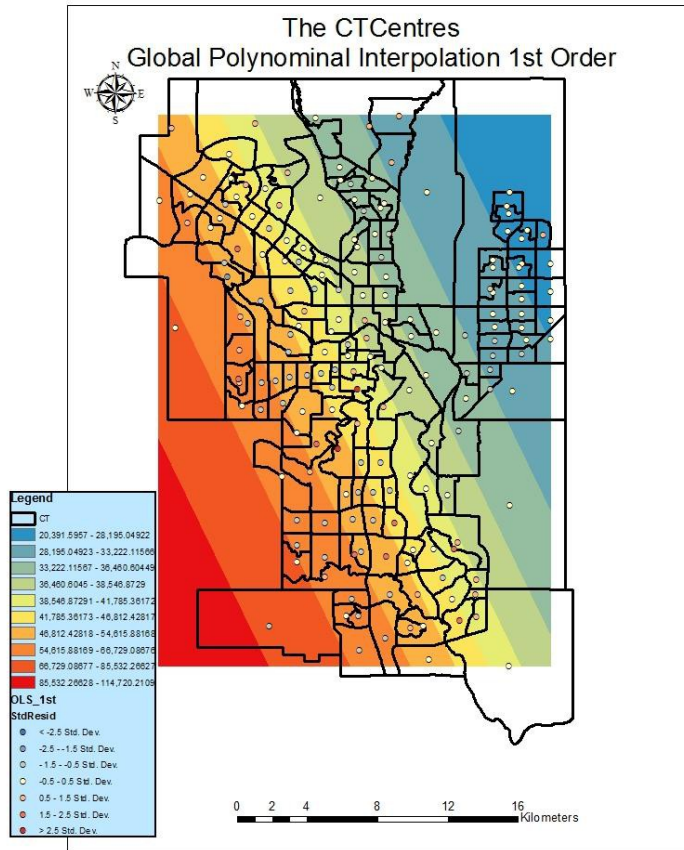 The CTCentres
Global Polynominal Interpolation 1st Order
N
W E
S
Legend
CT
20,391.5957 - 28,195.04922
28,195.04923 - 33,222.11566
33,222.11567 - 36,460.60449
36,460.6045 - 38,546.8729
38,546.87291 - 41,785.36172
41,785.36173 - 46,812.42817
46,812.42818 - 54,615.88168
54,615.88169 - 66,729.08676
66,729.08677 - 85,532.26627
85,532.26628 - 114,720.2109
OLS_1st
StdResid
< -2.5 Std. Dev.
-2.5 - -1.5 Std. Dev.
-1.5 - -0.5 Std. Dev.
-0.5 - 0.5 Std. Dev.
0.5 - 1.5 Std. Dev.
1.5 - 2.5 Std. Dev.
> 2.5 Std. Dev.
0 2 4 8 12 16
Kilometers